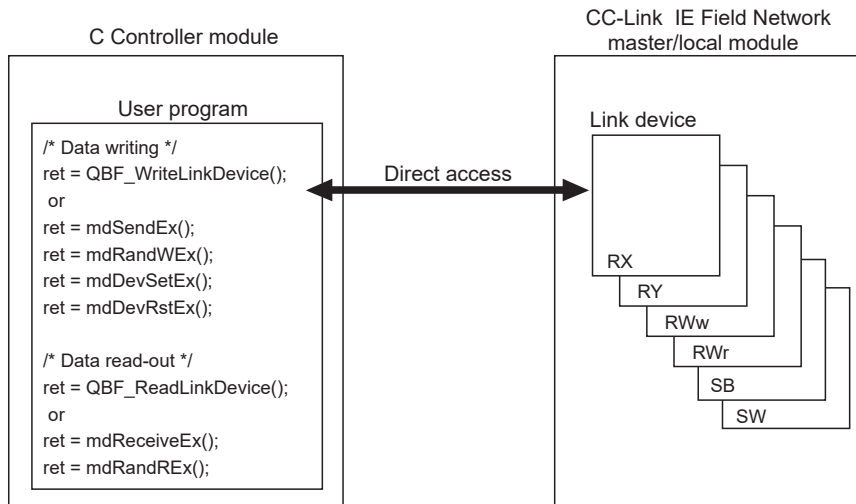 C Controller module
User program
/* Data writing */
ret = QBF_WriteLinkDevice();
or
ret = mdSendEx();
ret = mdRandWEx();
ret = mdDevSetEx();
ret = mdDevRstEx();
/* Data read-out */
ret = QBF_ReadLinkDevice();
or
ret = mdReceiveEx();
ret = mdRandREx();
Direct access
CC-Link IE Field Network
master/local module
Link device
RX
RY
RWw
RWr
SB
SW